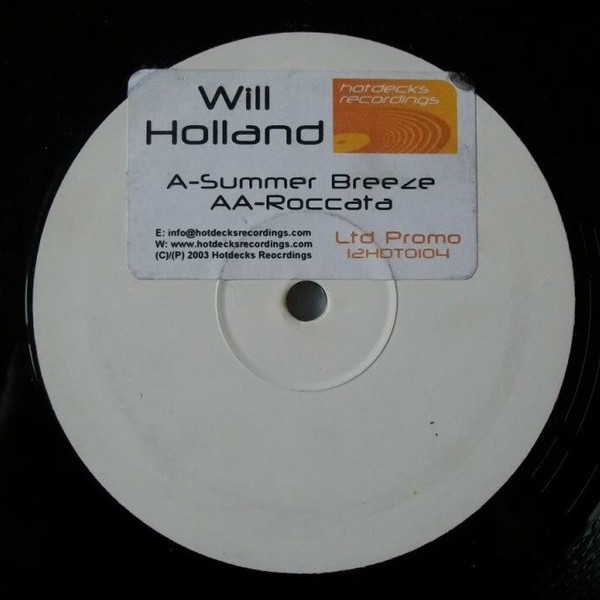 Will
Holland
hotdecks
recordings
A-Summer Breeze
AA-Roccata
E: info@hotdecksrecordings.com
W: www.hotdecksrecordings.com
(C)/(P) 2003 Hotdecks Reocrdings
Ltd Promo
12HDT0104